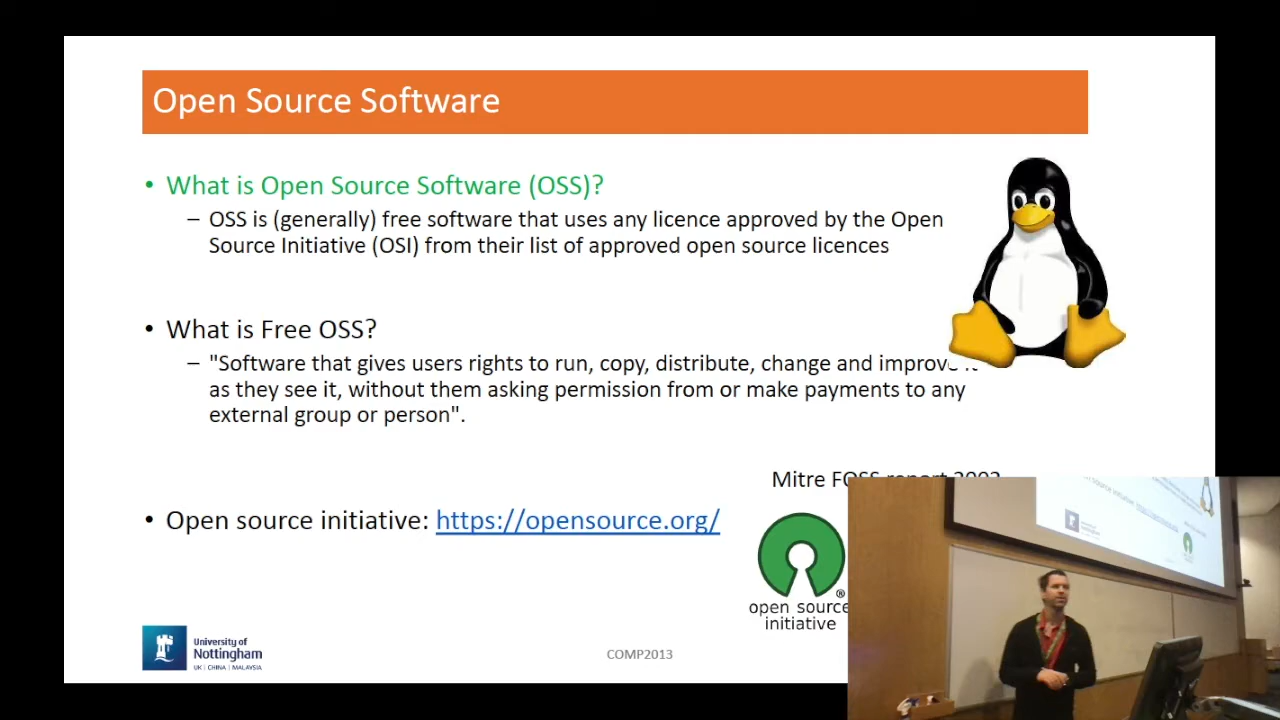 Open Source Software
• What is Open Source Software (OSS)?
– OSS is (generally) free software that uses any licence approved by the Open
Source Initiative (OSI) from their list of approved open source licences
• What is Free OSS?
– "Software that gives users rights to run, copy, distribute, change and improve it
as they see it, without them asking permission from or make payments to any
external group or person".
Mitre FOSS report 2002
• Open source initiative: https://opensource.org/
®
open source
initiative
University of
Nottingham
UK | CHINA | MALAYSIA
COMP2013